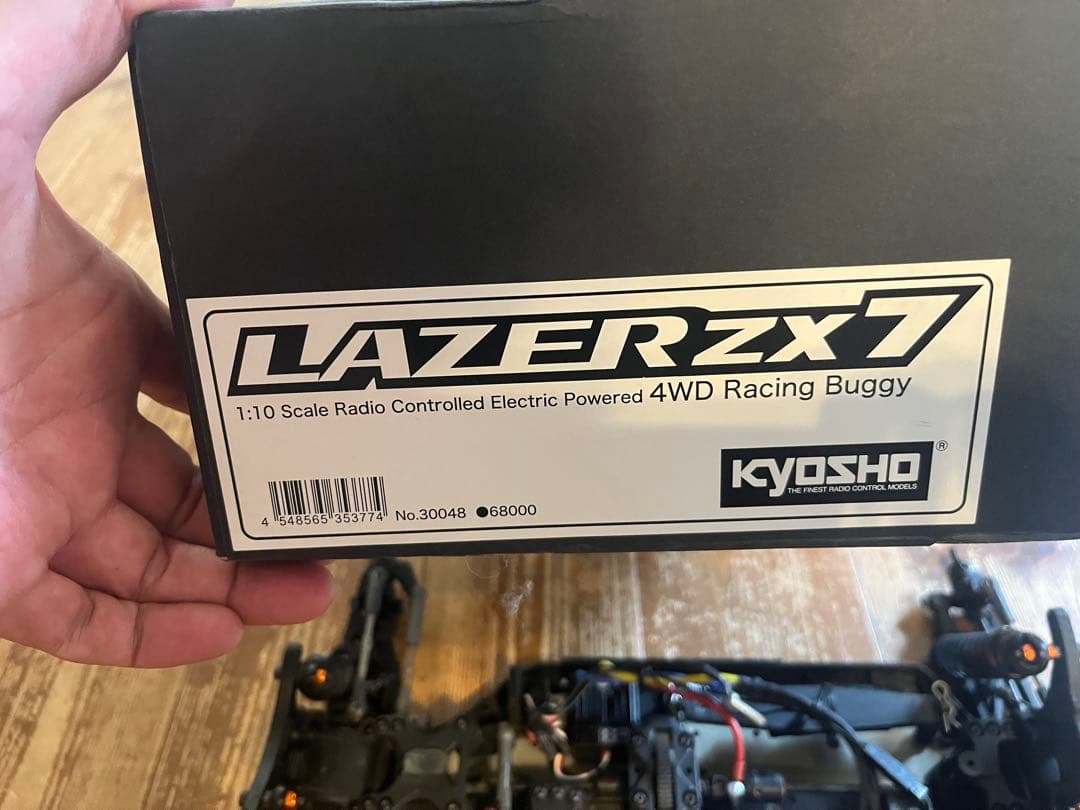 LAZER ZX7
1:10 Scale Radio Controlled Electric Powered 4WD Racing Buggy
KYOSHO ®
THE FINEST RADIO CONTROL MODELS
4 548565 353774 No.30048 ●68000